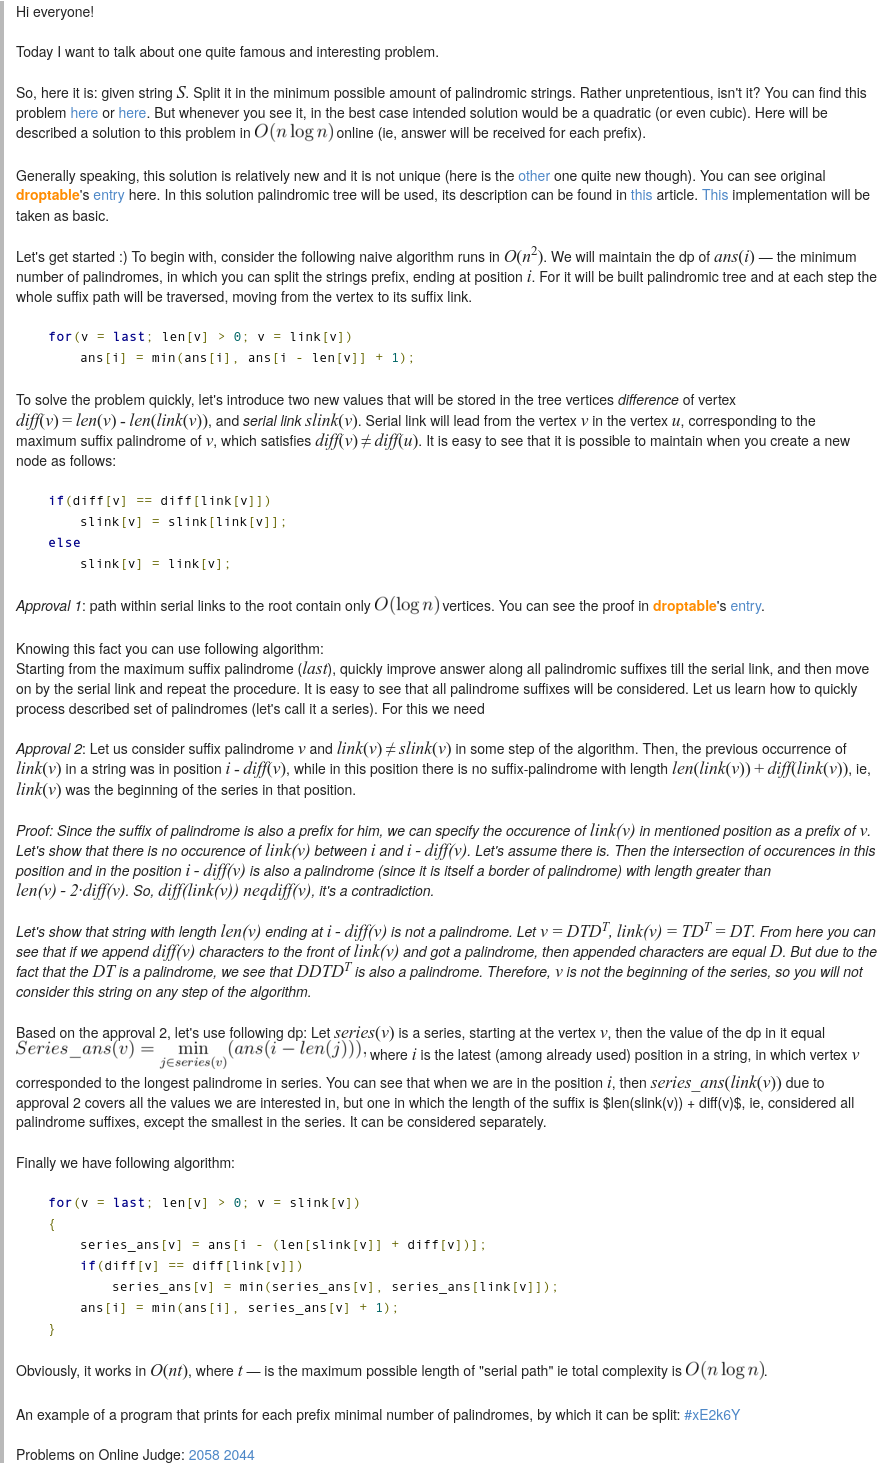 Hi everyone!
Today I want to talk about one quite famous and interesting problem.
So, here it is: given string S. Split it in the minimum possible amount of palindromic strings. Rather unpretentious, isn't it? You can find this
problem here or here. But whenever you see it, in the best case intended solution would be a quadratic (or even cubic). Here will be
described a solution to this problem in O(n log n) online (ie, answer will be received for each prefix).
Generally speaking, this solution is relatively new and it is not unique (here is the other one quite new though). You can see original
droptable's entry here. In this solution palindromic tree will be used, its description can be found in this article. This implementation will be
taken as basic.
Let's get started :) To begin with, consider the following naive algorithm runs in O(n²). We will maintain the dp of ans(i) — the minimum
number of palindromes, in which you can split the strings prefix, ending at position i. For it will be built palindromic tree and at each step the
whole suffix path will be traversed, moving from the vertex to its suffix link.
for(v = last; len[v] > 0; v = link[v])
ans[i] = min(ans[i], ans[i - len[v]] + 1);
To solve the problem quickly, let's introduce two new values that will be stored in the tree vertices difference of vertex
diff(v) = len(v) - len(link(v)), and serial link slink(v). Serial link will lead from the vertex v in the vertex u, corresponding to the
maximum suffix palindrome of v, which satisfies diff(v) ≠ diff(u). It is easy to see that it is possible to maintain when you create a new
node as follows:
if(diff[v] == diff[link[v]])
slink[v] = slink[link[v]];
else
slink[v] = link[v];
Approval 1: path within serial links to the root contain only O(log n) vertices. You can see the proof in droptable's entry.
Knowing this fact you can use following algorithm:
Starting from the maximum suffix palindrome (last), quickly improve answer along all palindromic suffixes till the serial link, and then move
on by the serial link and repeat the procedure. It is easy to see that all palindrome suffixes will be considered. Let us learn how to quickly
process described set of palindromes (let's call it a series). For this we need
Approval 2: Let us consider suffix palindrome v and link(v) ≠ slink(v) in some step of the algorithm. Then, the previous occurrence of
link(v) in a string was in position i - diff(v), while in this position there is no suffix-palindrome with length len(link(v)) + diff(link(v)), ie,
link(v) was the beginning of the series in that position.
Proof: Since the suffix of palindrome is also a prefix for him, we can specify the occurence of link(v) in mentioned position as a prefix of v.
Let's show that there is no occurence of link(v) between i and i - diff(v). Let's assume there is. Then the intersection of occurences in this
position and in the position i - diff(v) is also a palindrome (since it is itself a border of palindrome) with length greater than
len(v) - 2·diff(v). So, diff(link(v)) neqdiff(v), it's a contradiction.
Let's show that string with length len(v) ending at i - diff(v) is not a palindrome. Let v = DTDᵀ, link(v) = TDᵀ = DT. From here you can
see that if we append diff(v) characters to the front of link(v) and got a palindrome, then appended characters are equal D. But due to the
fact that the DT is a palindrome, we see that DDTDᵀ is also a palindrome. Therefore, v is not the beginning of the series, so you will not
consider this string on any step of the algorithm.
Based on the approval 2, let's use following dp: Let series(v) is a series, starting at the vertex v, then the value of the dp in it equal
Series_ans(v) = min j∈series(v) (ans(i − len(j))), where i is the latest (among already used) position in a string, in which vertex v
corresponded to the longest palindrome in series. You can see that when we are in the position i, then series_ans(link(v)) due to
approval 2 covers all the values we are interested in, but one in which the length of the suffix is $len(slink(v)) + diff(v)$, ie, considered all
palindrome suffixes, except the smallest in the series. It can be considered separately.
Finally we have following algorithm:
for(v = last; len[v] > 0; v = slink[v])
{
series_ans[v] = ans[i - (len[slink[v]] + diff[v])];
if(diff[v] == diff[link[v]])
series_ans[v] = min(series_ans[v], series_ans[link[v]]);
ans[i] = min(ans[i], series_ans[v] + 1);
}
Obviously, it works in O(nt), where t — is the maximum possible length of "serial path" ie total complexity is O(n log n).
An example of a program that prints for each prefix minimal number of palindromes, by which it can be split: #xE2k6Y
Problems on Online Judge: 2058 2044